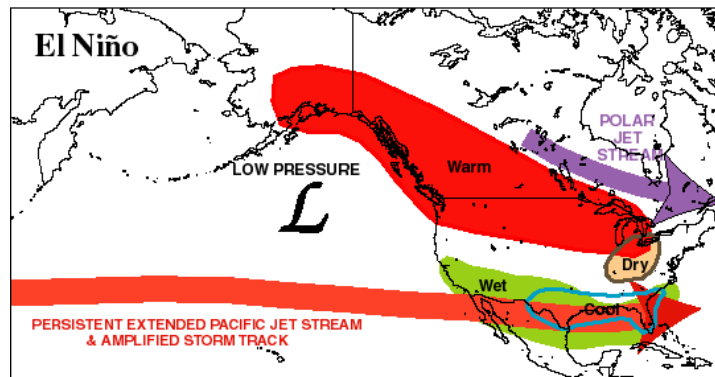 El Niño
POLAR
JET
STREAM
LOW PRESSURE
L
Warm
Dry
Wet
Cool
PERSISTENT EXTENDED PACIFIC JET STREAM
& AMPLIFIED STORM TRACK